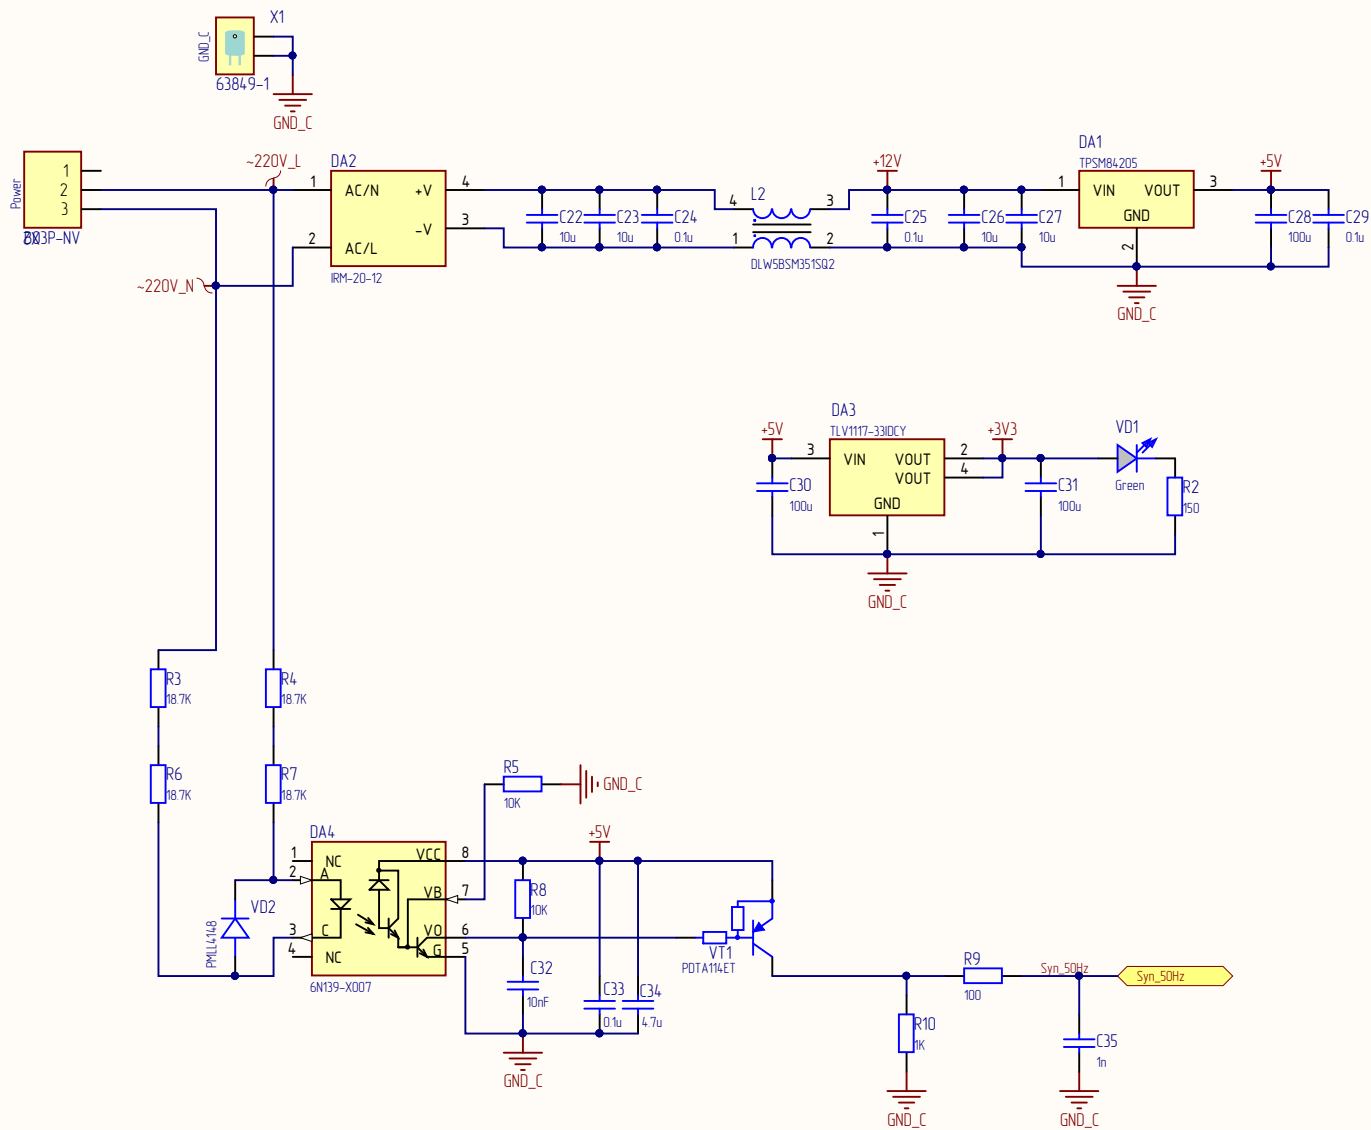 X1
GND_C
63849-1
GND_C
Power
1
2
3
803P-NV
~220V_L
~220V_N
DA2
1 AC/N +V 4
-V 3
2 AC/L
IRM-20-12
C22 10u
C23 10u
C24 0.1u
L2
4 3
1 2
DLW5BSM351SQ2
+12V
C25 0.1u
C26 10u
C27 10u
DA1
TPSM84205
1 VIN VOUT 3
GND
2
GND_C
+5V
C28 100u
C29 0.1u
DA3
TLV1117-33IDCY
+5V
3 VIN VOUT 2
VOUT 4
GND
1
C30 100u
GND_C
+3V3
C31 100u
VD1
Green
R2
150
R3
18.7K
R4
18.7K
R6
18.7K
R7
18.7K
R5
10K
GND_C
DA4
1 NC VCC 8
2 A VB 7
3 C VO 6
4 NC G 5
6N139-X007
VD2
PMLL4148
+5V
R8
10K
C32
10nF
C33
0.1u
C34
4.7u
GND_C
VT1
PDTA114ET
R9
100
Syn_50Hz
Syn_50Hz
R10
1K
GND_C
C35
1n
GND_C